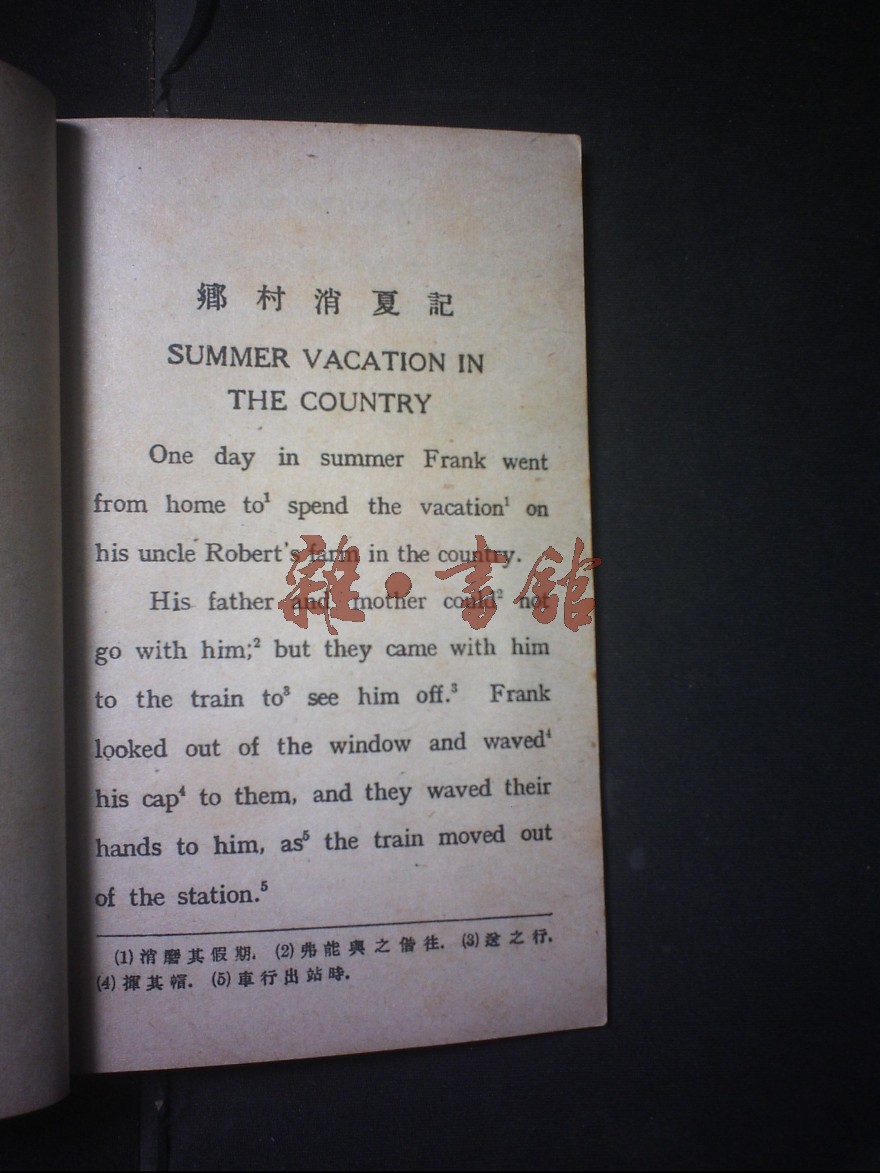 鄉村消夏記
SUMMER VACATION IN
THE COUNTRY
One day in summer Frank went
from home to¹ spend the vacation¹ on
his uncle Robert's farm in the country.
雜·書館
His father and mother could² not
go with him;² but they came with him
to the train to³ see him off.³ Frank
looked out of the window and waved⁴
his cap⁴ to them, and they waved their
hands to him, as⁵ the train moved out
of the station.⁵
(1) 消磨其假期. (2) 弗能與之偕往. (3) 送之行.
(4) 揮其帽. (5) 車行出站時.